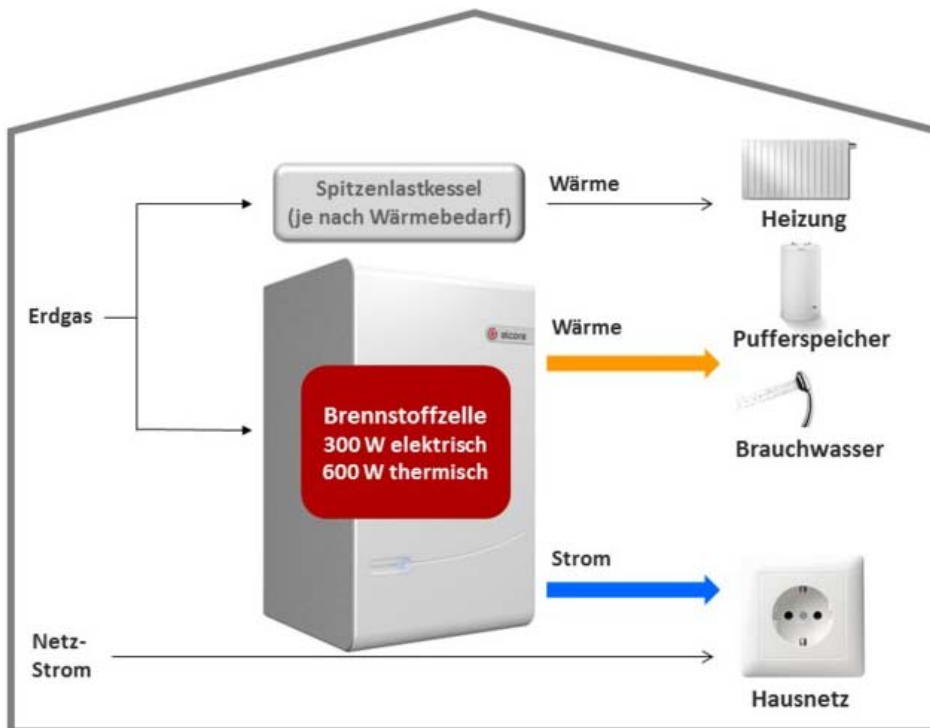 Spitzenlastkessel
(je nach Wärmebedarf)
Wärme
Heizung
Erdgas
elcore
Wärme
Pufferspeicher
Brennstoffzelle
300 W elektrisch
600 W thermisch
Brauchwasser
Strom
Netz-
Strom
Hausnetz